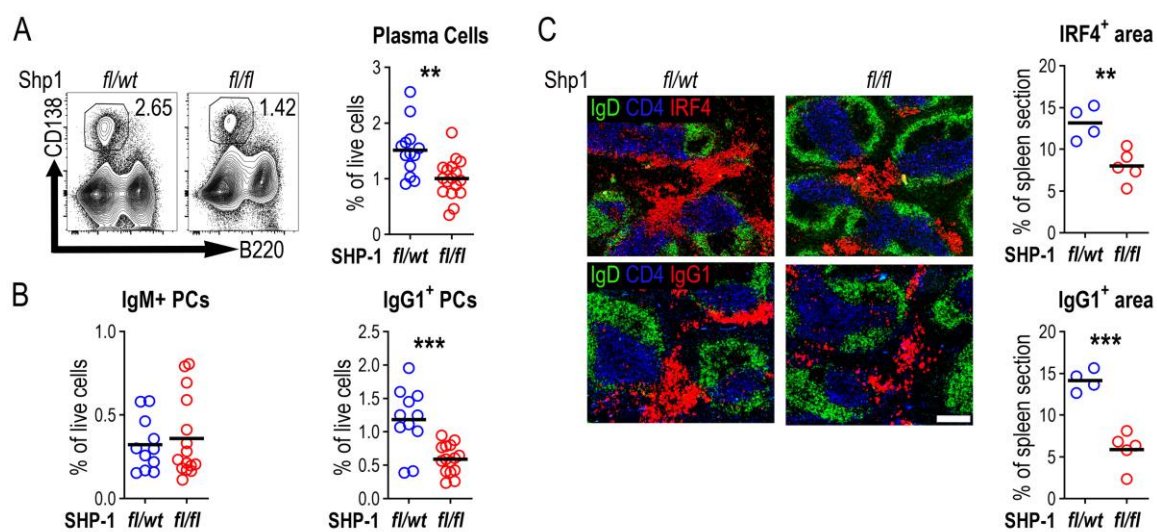 A
Shp1 fl/wt fl/fl
CD138
2.65
1.42
B220
Plasma Cells
% of live cells
3
2
1
0
**
SHP-1 fl/wt fl/fl
B
IgM+ PCs
% of live cells
1.0
0.5
0.0
SHP-1 fl/wt fl/fl
IgG1+ PCs
% of live cells
2.5
2.0
1.5
1.0
0.5
0.0
***
SHP-1 fl/wt fl/fl
C
Shp1 fl/wt fl/fl
IgD CD4 IRF4
IgD CD4 IgG1
IRF4+ area
% of spleen section
20
15
10
5
0
**
SHP-1 fl/wt fl/fl
IgG1+ area
% of spleen section
20
15
10
5
0
***
SHP-1 fl/wt fl/fl